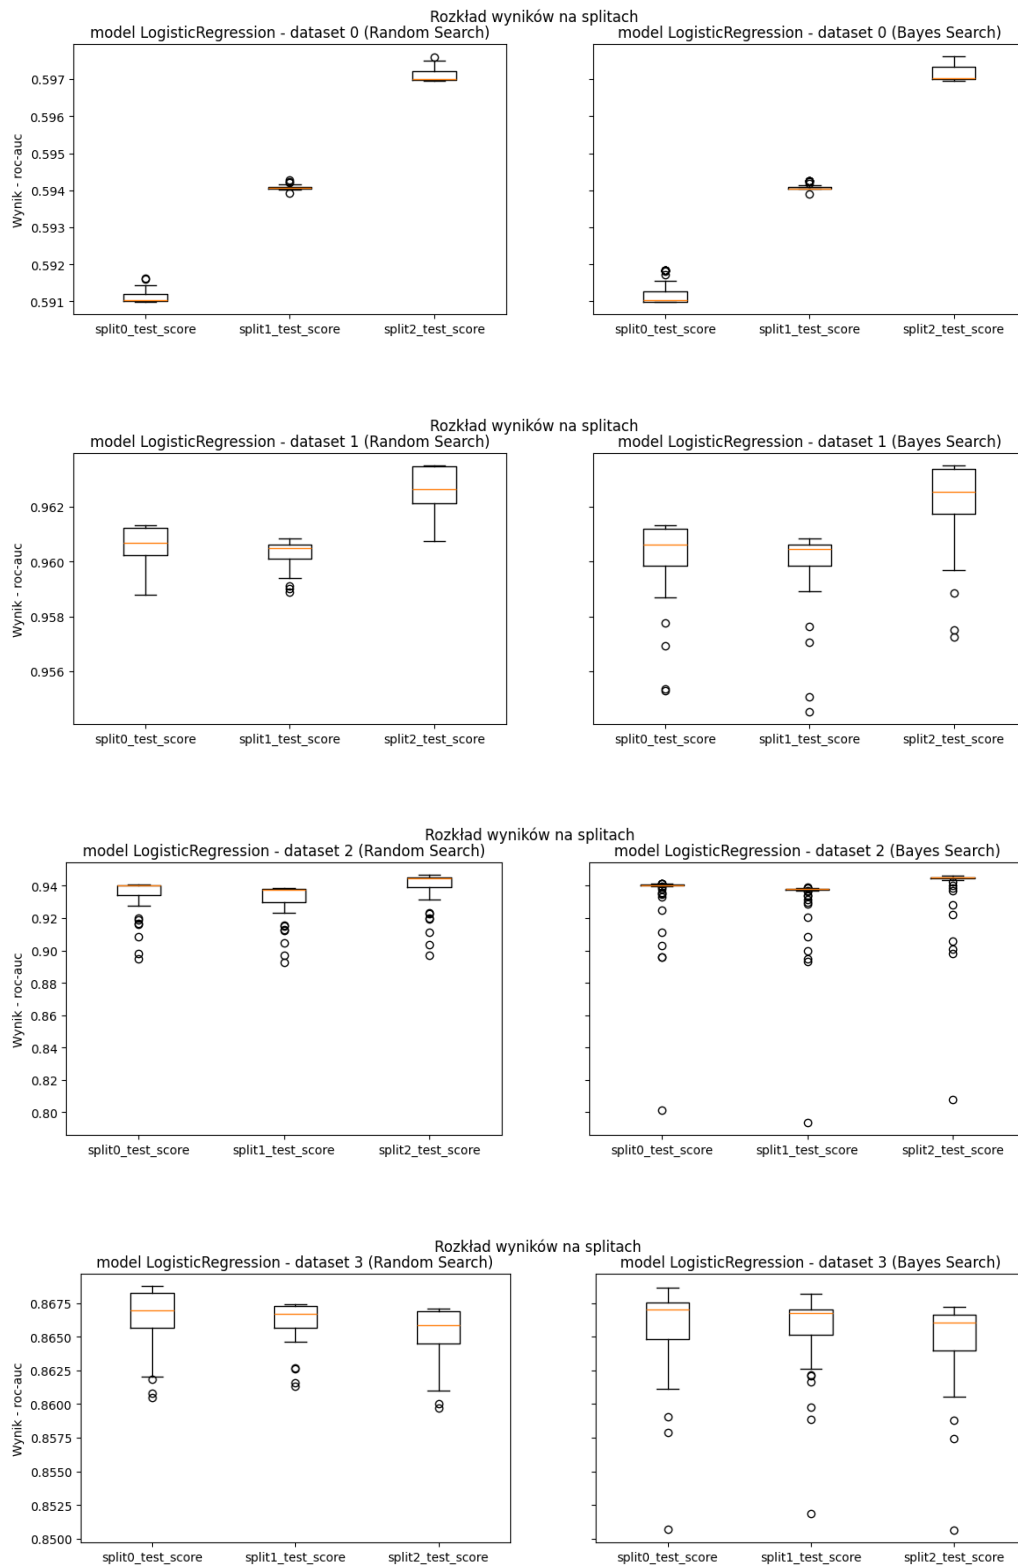 Rozkład wyników na splitach
model LogisticRegression - dataset 0 (Random Search)
model LogisticRegression - dataset 0 (Bayes Search)
Wynik - roc-auc
0.597
0.596
0.595
0.594
0.593
0.592
0.591
split0_test_score
split1_test_score
split2_test_score
split0_test_score
split1_test_score
split2_test_score
Rozkład wyników na splitach
model LogisticRegression - dataset 1 (Random Search)
model LogisticRegression - dataset 1 (Bayes Search)
Wynik - roc-auc
0.962
0.960
0.958
0.956
split0_test_score
split1_test_score
split2_test_score
split0_test_score
split1_test_score
split2_test_score
Rozkład wyników na splitach
model LogisticRegression - dataset 2 (Random Search)
model LogisticRegression - dataset 2 (Bayes Search)
Wynik - roc-auc
0.94
0.92
0.90
0.88
0.86
0.84
0.82
0.80
split0_test_score
split1_test_score
split2_test_score
split0_test_score
split1_test_score
split2_test_score
Rozkład wyników na splitach
model LogisticRegression - dataset 3 (Random Search)
model LogisticRegression - dataset 3 (Bayes Search)
Wynik - roc-auc
0.8675
0.8650
0.8625
0.8600
0.8575
0.8550
0.8525
0.8500
split0_test_score
split1_test_score
split2_test_score
split0_test_score
split1_test_score
split2_test_score